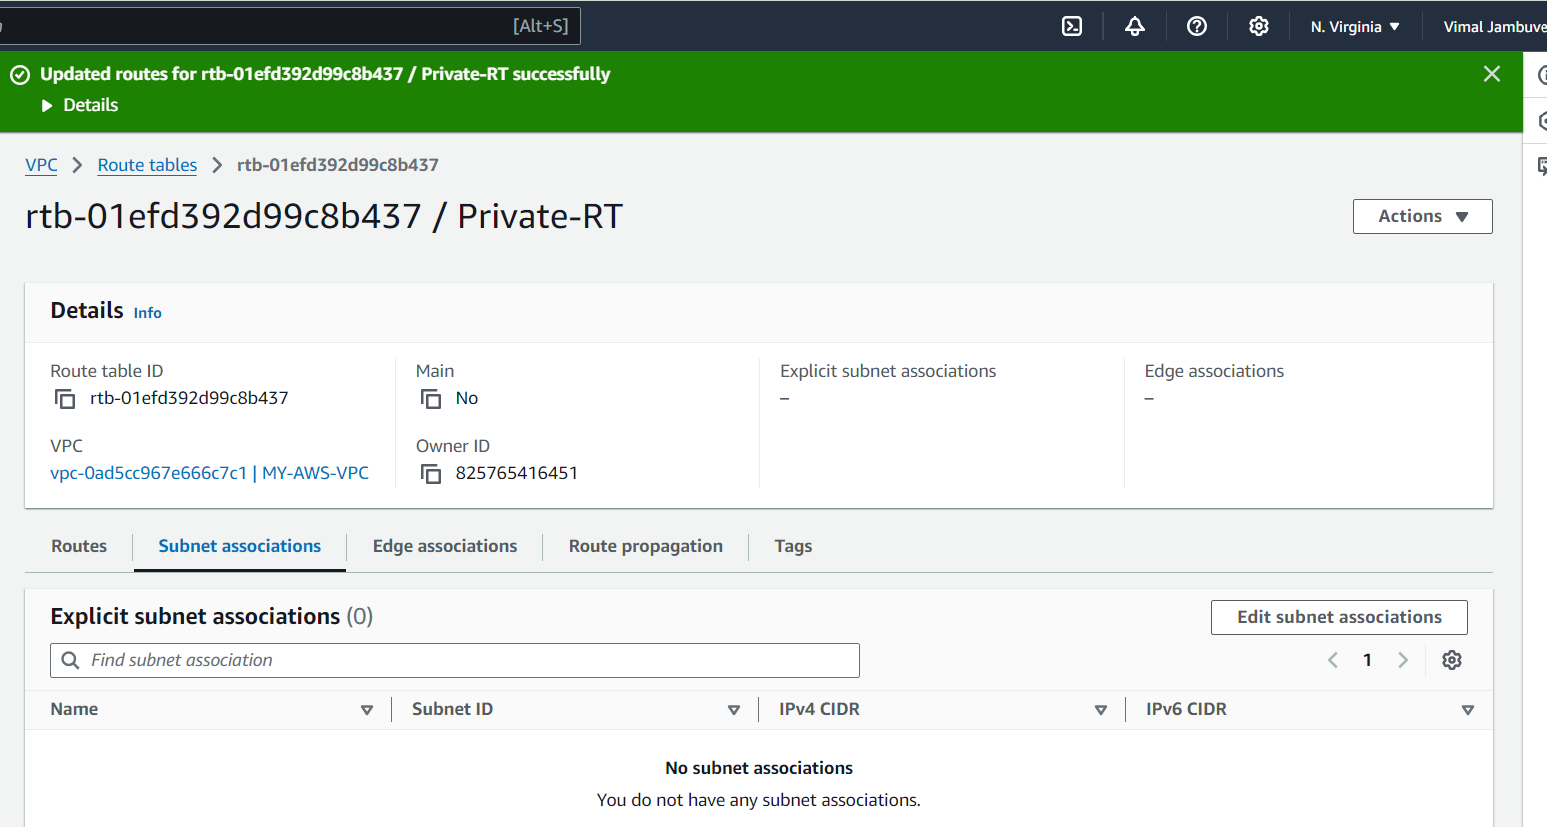 [Alt+S] N. Virginia Vimal Jambuve
Updated routes for rtb-01efd392d99c8b437 / Private-RT successfully
Details
VPC Route tables rtb-01efd392d99c8b437
rtb-01efd392d99c8b437 / Private-RT
Actions
Details Info
Route table ID
rtb-01efd392d99c8b437
Main
No
Explicit subnet associations
–
Edge associations
–
VPC
vpc-0ad5cc967e666c7c1 | MY-AWS-VPC
Owner ID
825765416451
Routes Subnet associations Edge associations Route propagation Tags
Explicit subnet associations (0)
Edit subnet associations
Find subnet association
1
Name Subnet ID IPv4 CIDR IPv6 CIDR
No subnet associations
You do not have any subnet associations.